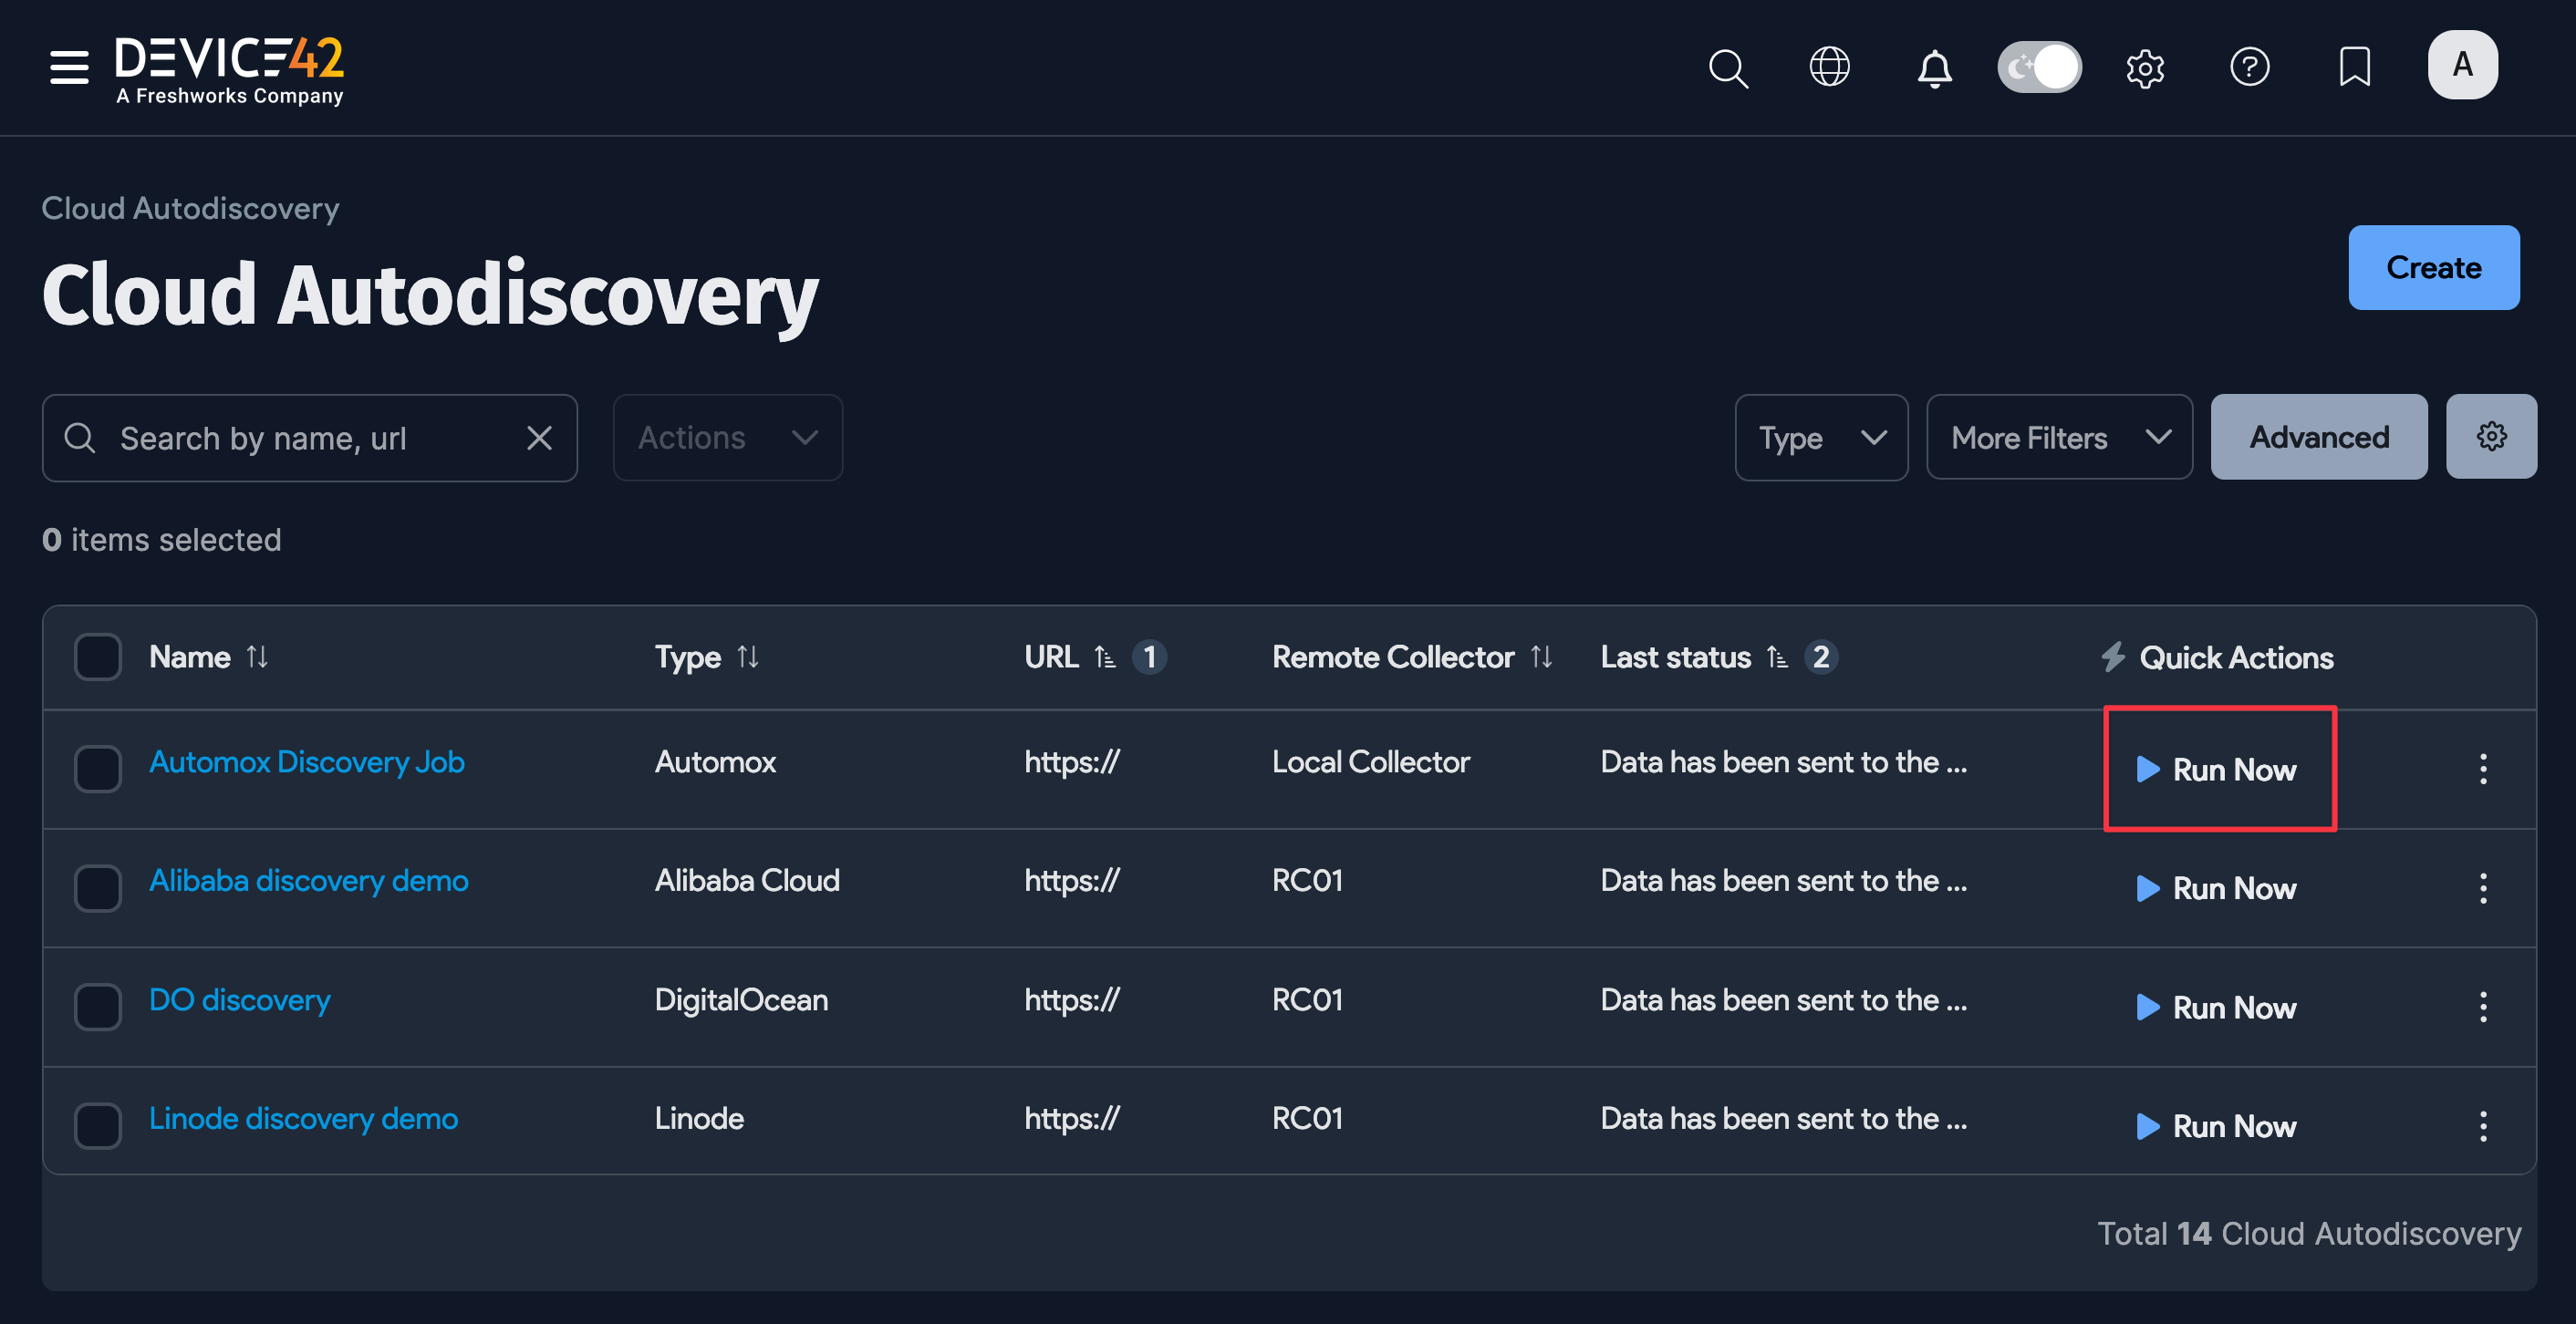 DEVICE42
A Freshworks Company
A
Cloud Autodiscovery
Cloud Autodiscovery
Create
Search by name, url
Actions
Type
More Filters
Advanced
0 items selected
Name Type URL 1 Remote Collector Last status 2 Quick Actions
Automox Discovery Job Automox https:// Local Collector Data has been sent to the ... Run Now
Alibaba discovery demo Alibaba Cloud https:// RC01 Data has been sent to the ... Run Now
DO discovery DigitalOcean https:// RC01 Data has been sent to the ... Run Now
Linode discovery demo Linode https:// RC01 Data has been sent to the ... Run Now
Total 14 Cloud Autodiscovery